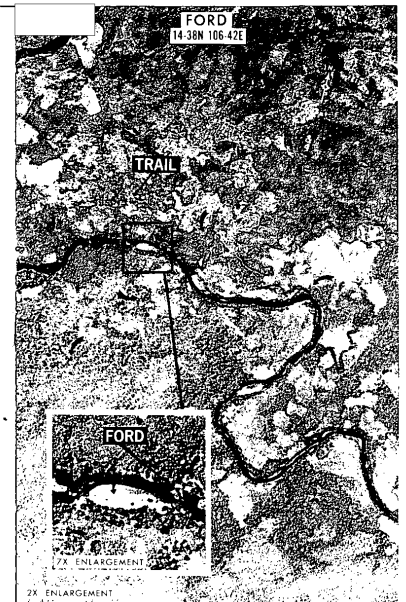 FORD
14-38N 106-42E
TRAIL
FORD
7X ENLARGEMENT
2X ENLARGEMENT